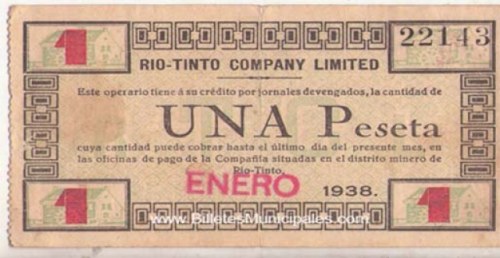 1
22143
RIO-TINTO COMPANY LIMITED
Este operario tiene á su crédito por jornales devengados, la cantidad de
UNA Peseta
cuya cantidad puede cobrar hasta el último dia del presente mes, en
las oficinas de pago de la Compañía situadas en el distrito minero de
Rio-Tinto.
ENERO 1938.
1
1
www.BilletesMunicipales.com